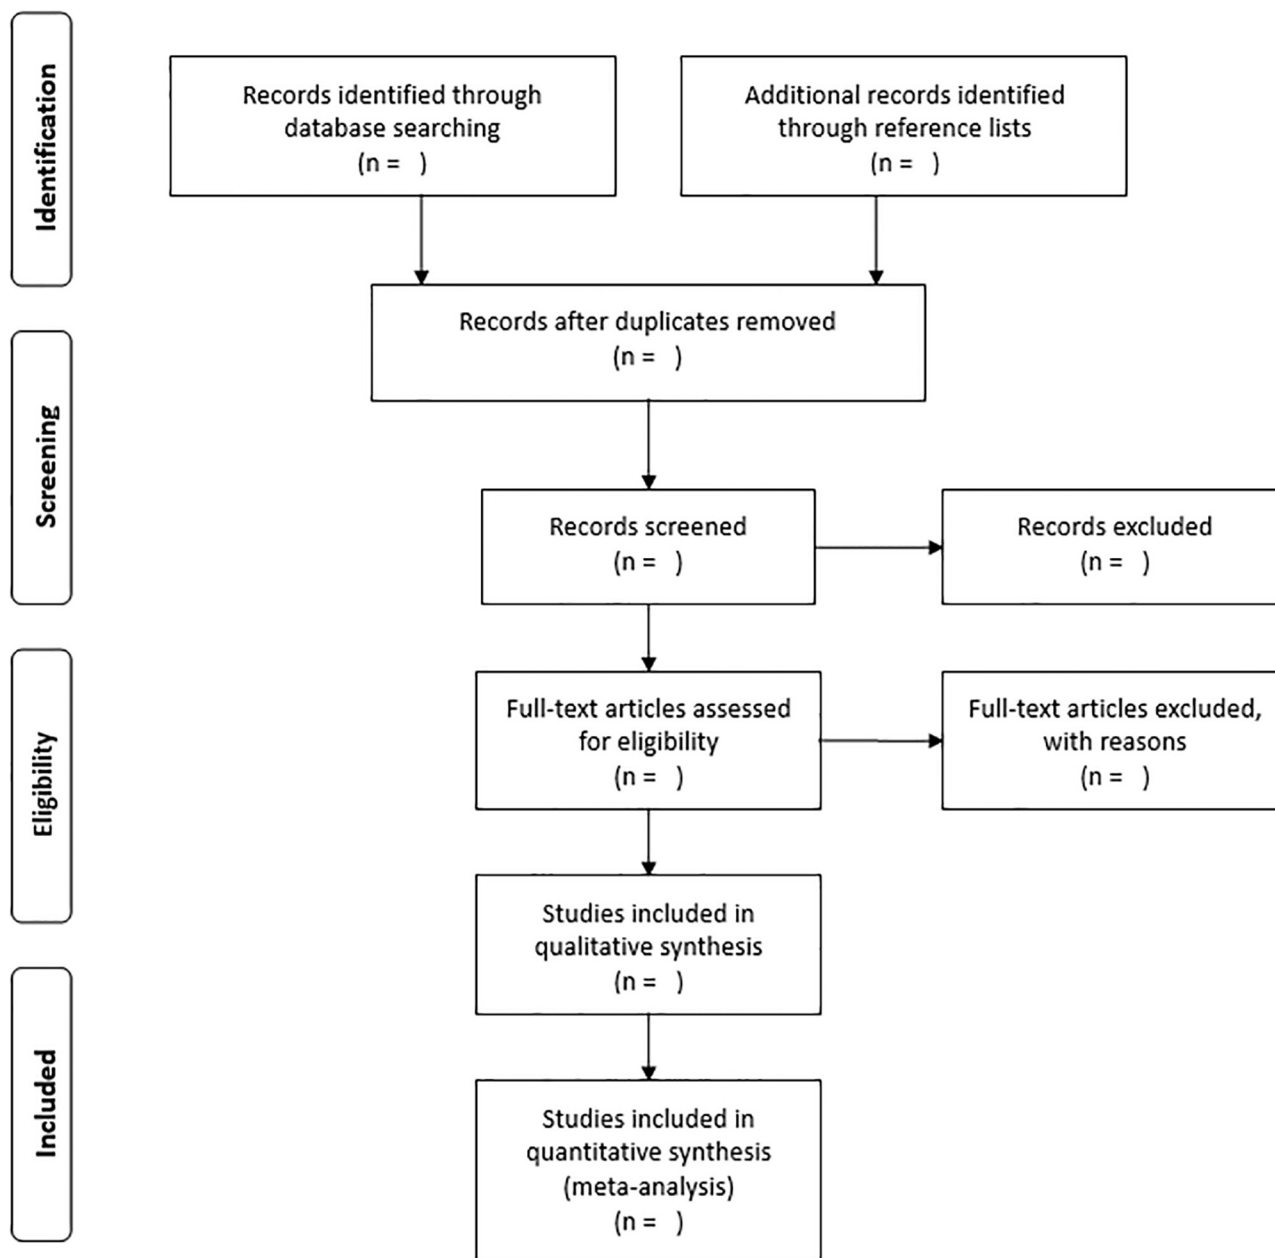 Identification
Records identified through
database searching
(n =   )
Additional records identified
through reference lists
(n =   )
Records after duplicates removed
(n =   )
Screening
Records screened
(n =   )
Records excluded
(n =   )
Eligibility
Full-text articles assessed
for eligibility
(n =   )
Full-text articles excluded,
with reasons
(n =   )
Studies included in
qualitative synthesis
(n =   )
Included
Studies included in
quantitative synthesis
(meta-analysis)
(n =   )